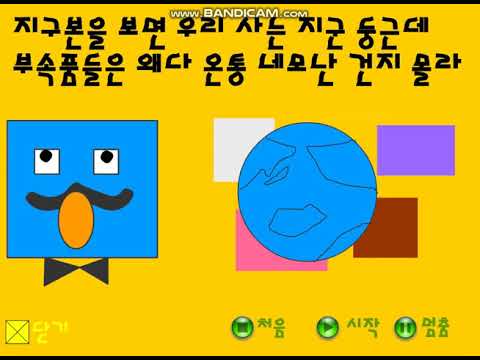 www.BANDICAM.com
지구본을 보면 우리 사는 지군 둥근데
부속품들은 왜다 온통 네모난 건지 몰라
닫기
처음
시작
멈춤